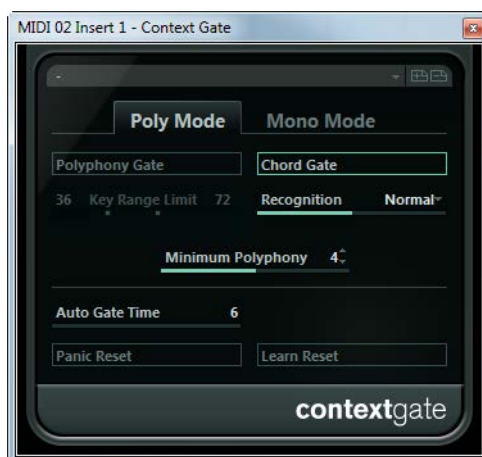 MIDI 02 Insert 1 - Context Gate
-
Poly Mode Mono Mode
Polyphony Gate Chord Gate
36 Key Range Limit 72 Recognition Normal
Minimum Polyphony 4
Auto Gate Time 6
Panic Reset Learn Reset
contextgate